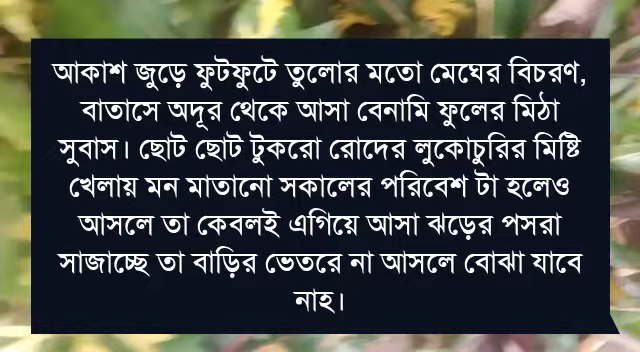 আকাশ জুড়ে ফুটফুটে তুলোর মতো মেঘের বিচরণ,
বাতাসে অদূর থেকে আসা বেনামি ফুলের মিঠা
সুবাস। ছোট ছোট টুকরো রোদের লুকোচুরির মিষ্টি
খেলায় মন মাতানো সকালের পরিবেশ টা হলেও
আসলে তা কেবলই এগিয়ে আসা ঝড়ের পসরা
সাজাচ্ছে তা বাড়ির ভেতরে না আসলে বোঝা যাবে
নাহ।